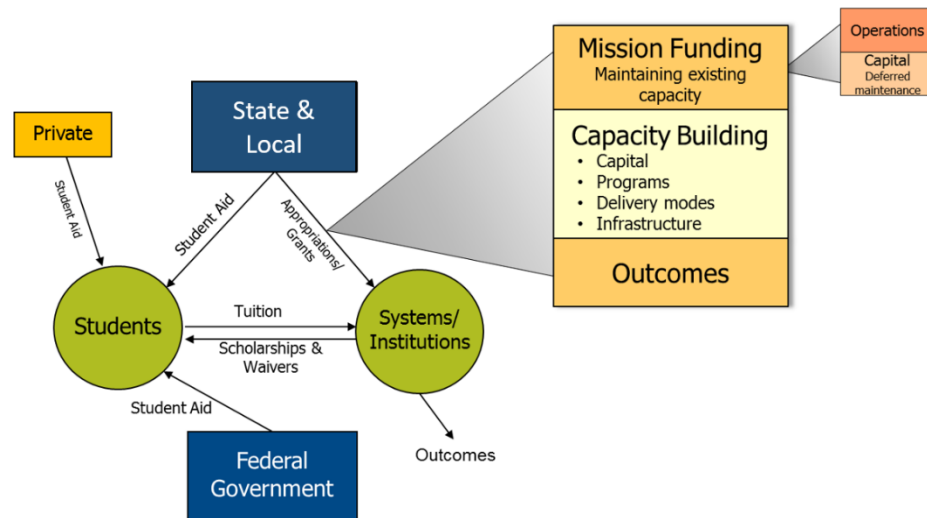 Private
Student Aid
State &
Local
Student Aid
Appropriations/
Grants
Students
Tuition
Scholarships &
Waivers
Systems/
Institutions
Student Aid
Federal
Government
Outcomes
Mission Funding
Maintaining existing
capacity
Capacity Building
• Capital
• Programs
• Delivery modes
• Infrastructure
Outcomes
Operations
Capital
Deferred
maintenance